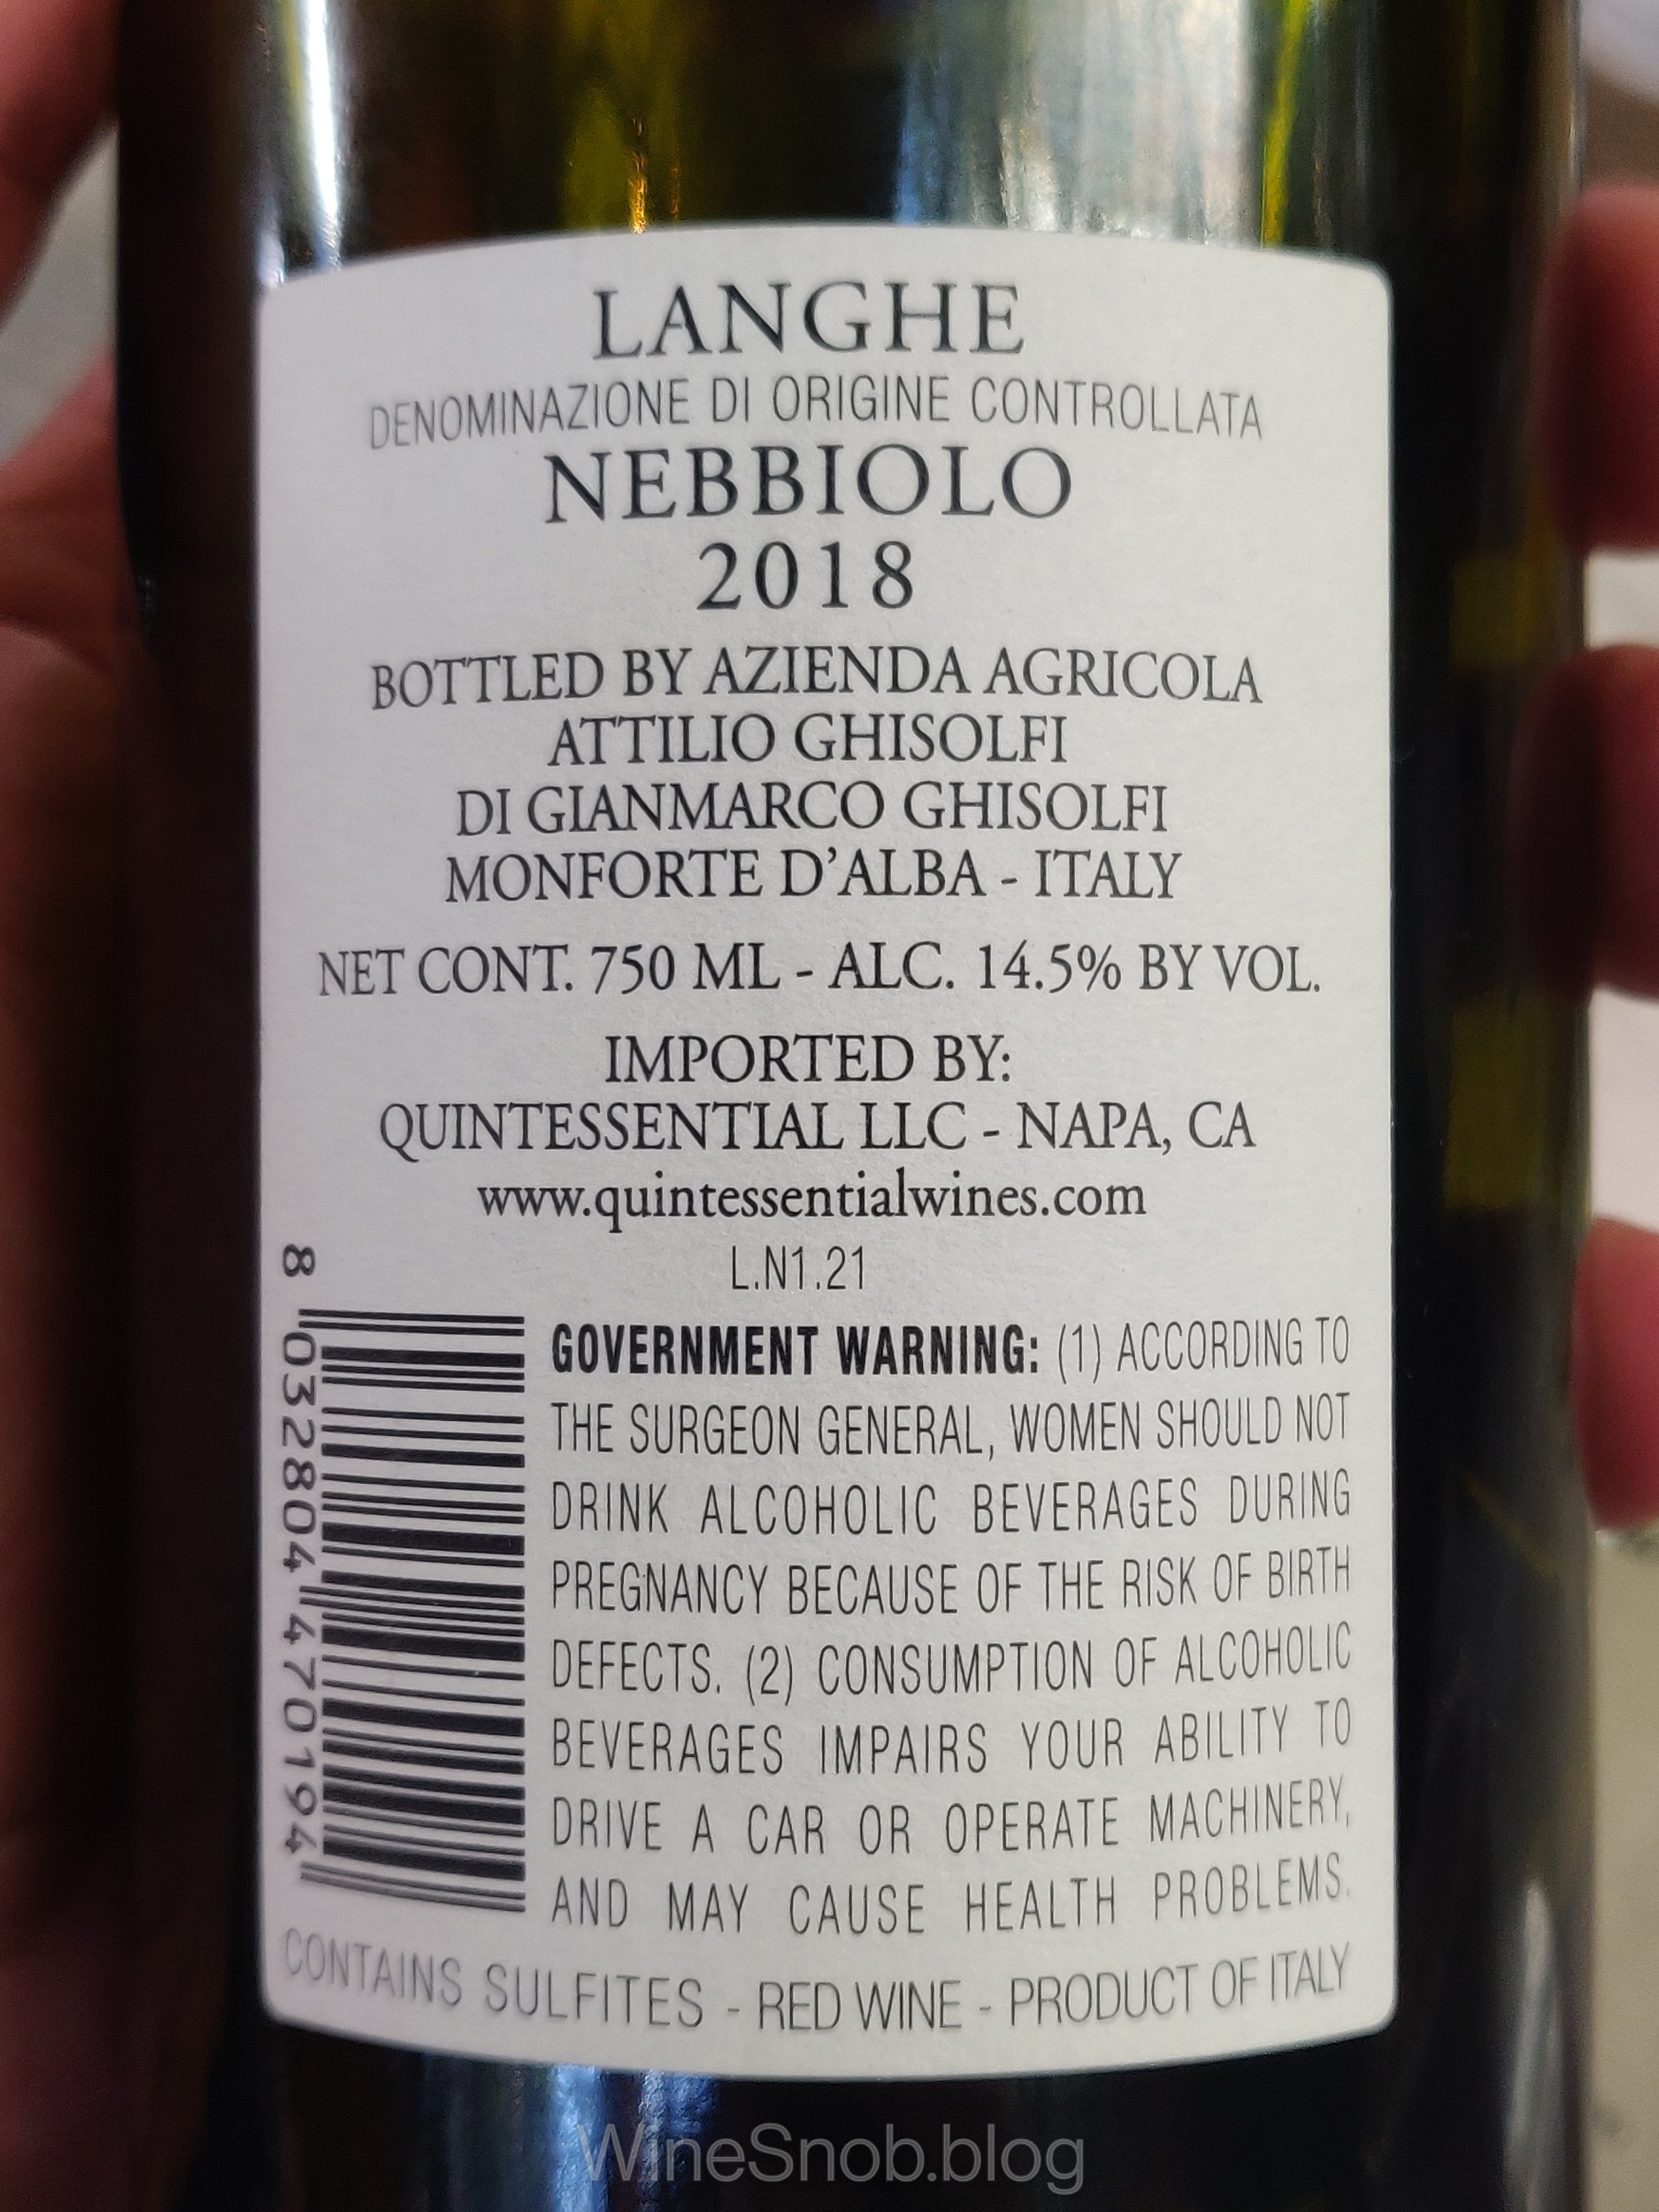 LANGHE
DENOMINAZIONE DI ORIGINE CONTROLLATA
NEBBIOLO
2018
BOTTLED BY AZIENDA AGRICOLA
ATTILIO GHISOLFI
DI GIANMARCO GHISOLFI
MONFORTE D'ALBA - ITALY
NET CONT. 750 ML - ALC. 14.5% BY VOL.
IMPORTED BY:
QUINTESSENTIAL LLC - NAPA, CA
www.quintessentialwines.com
L.N1.21
8 032804 470194
GOVERNMENT WARNING: (1) ACCORDING TO
THE SURGEON GENERAL, WOMEN SHOULD NOT
DRINK ALCOHOLIC BEVERAGES DURING
PREGNANCY BECAUSE OF THE RISK OF BIRTH
DEFECTS. (2) CONSUMPTION OF ALCOHOLIC
BEVERAGES IMPAIRS YOUR ABILITY TO
DRIVE A CAR OR OPERATE MACHINERY,
AND MAY CAUSE HEALTH PROBLEMS.
CONTAINS SULFITES - RED WINE - PRODUCT OF ITALY
WineSnob.blog